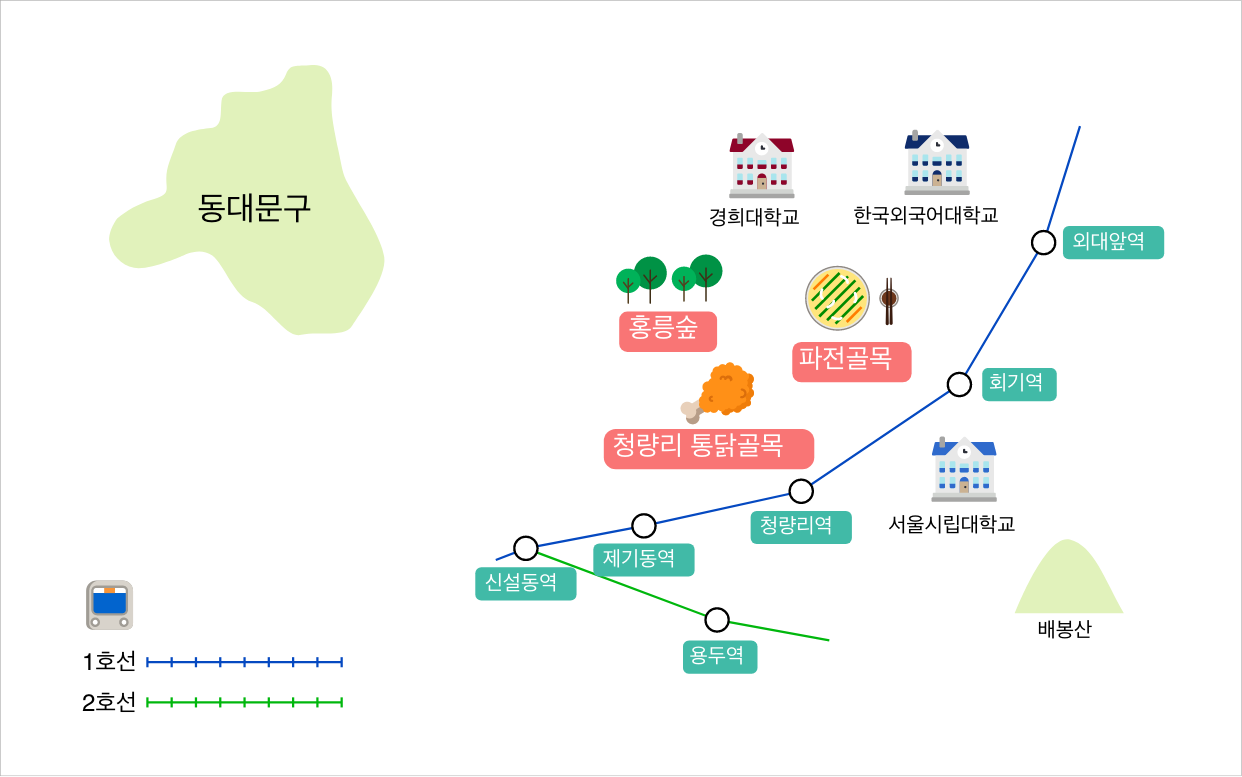 동대문구
경희대학교
한국외국어대학교
외대앞역
홍릉숲
파전골목
회기역
청량리 통닭골목
청량리역
서울시립대학교
제기동역
신설동역
배봉산
용두역
1호선
2호선